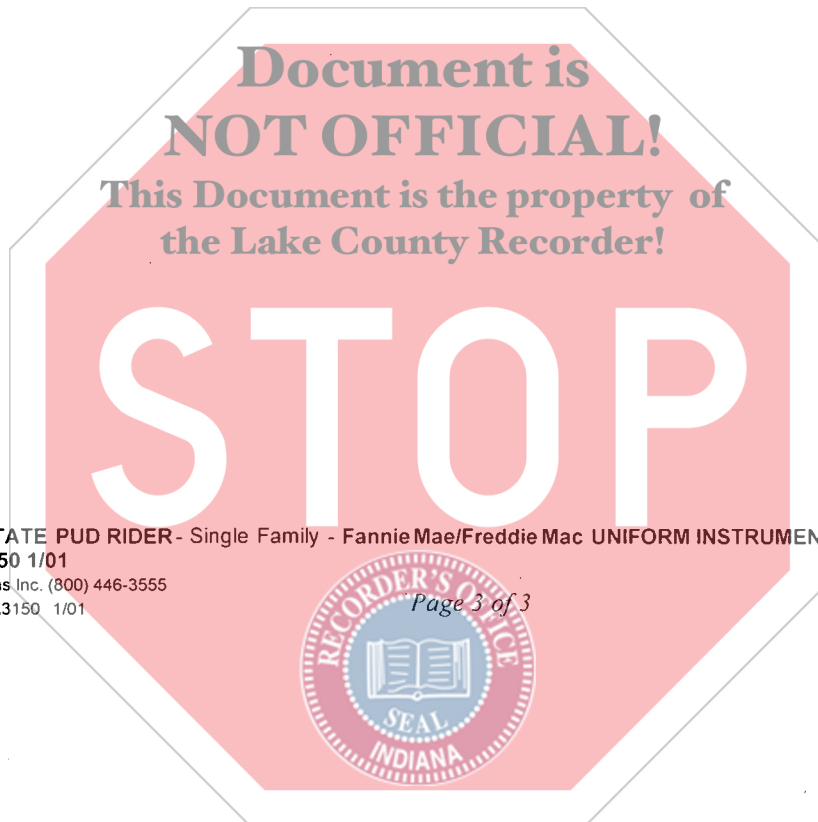 Document is
NOT OFFICIAL!
This Document is the property of
the Lake County Recorder!
STOP
TATE PUD RIDER- Single Family - Fannie Mae/Freddie Mac UNIFORM INSTRUMEN
50 1/01
s Inc. (800) 446-3555
3150 1/01
Page 3 of 3
RECORDER'S OFFICE
SEAL
INDIANA